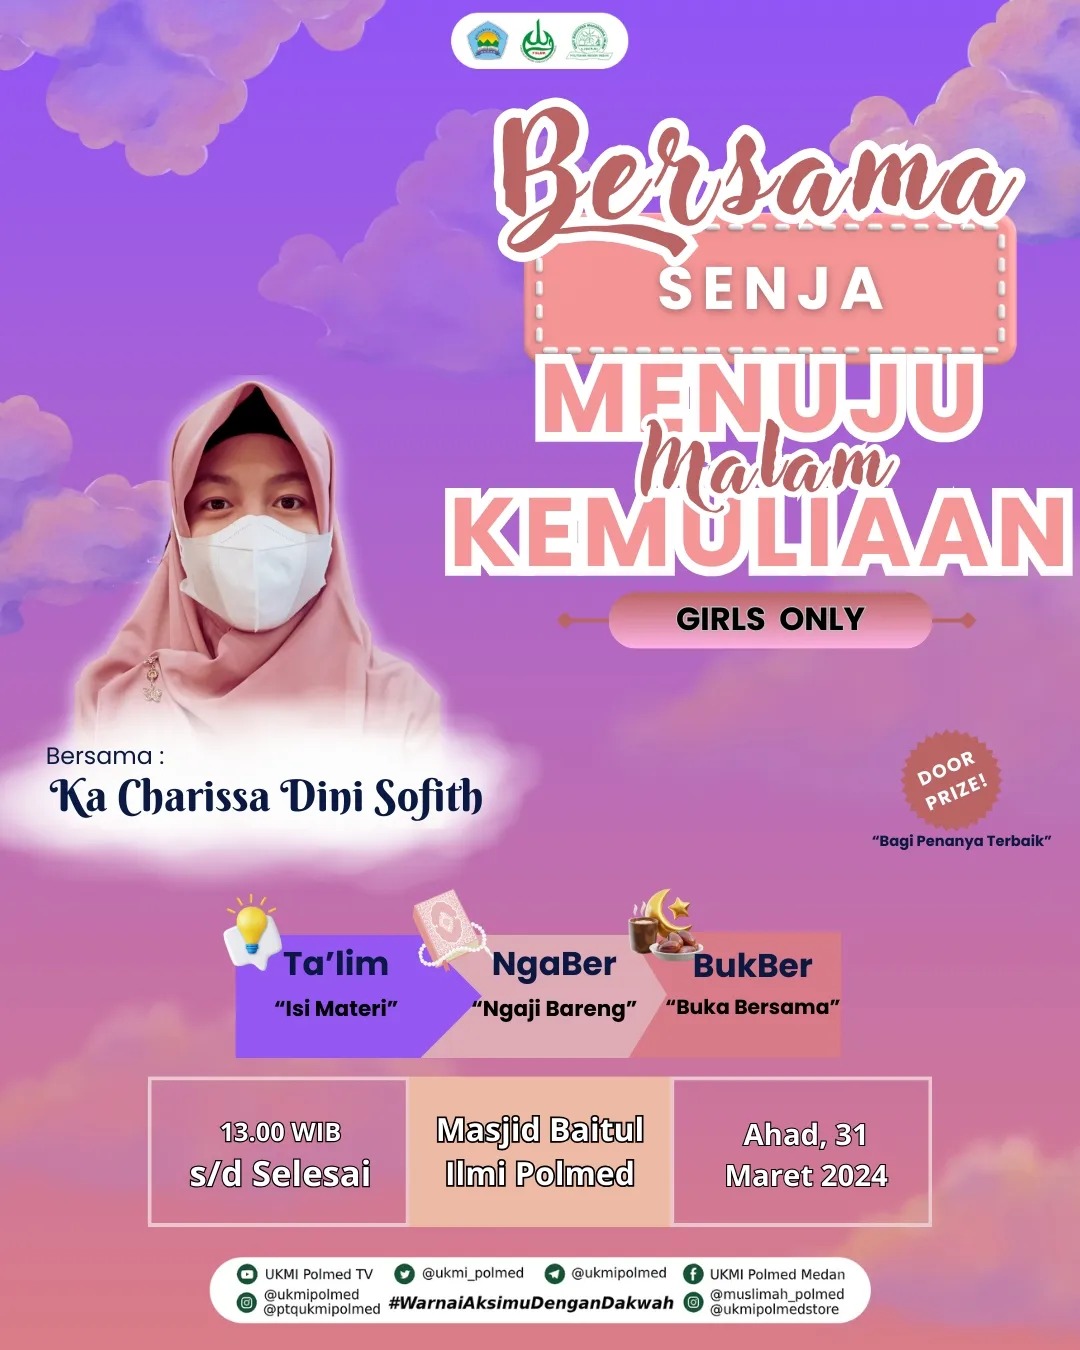 Bersama
SENJA
MENUJU
Malam
KEMULIAAN
GIRLS ONLY
Bersama :
Ka Charissa Dini Sofith
DOOR
PRIZE!
“Bagi Penanya Terbaik”
Ta’lim
“Isi Materi”
NgaBer
“Ngaji Bareng”
BukBer
“Buka Bersama”
13.00 WIB
s/d Selesai
Masjid Baitul
Ilmi Polmed
Ahad, 31
Maret 2024
UKMI Polmed TV
@ukmi_polmed
@ukmipolmed
UKMI Polmed Medan
@ukmipolmed
@ptqukmipolmed
#WarnaiAksimuDenganDakwah
@muslimah_polmed
@ukmipolmedstore